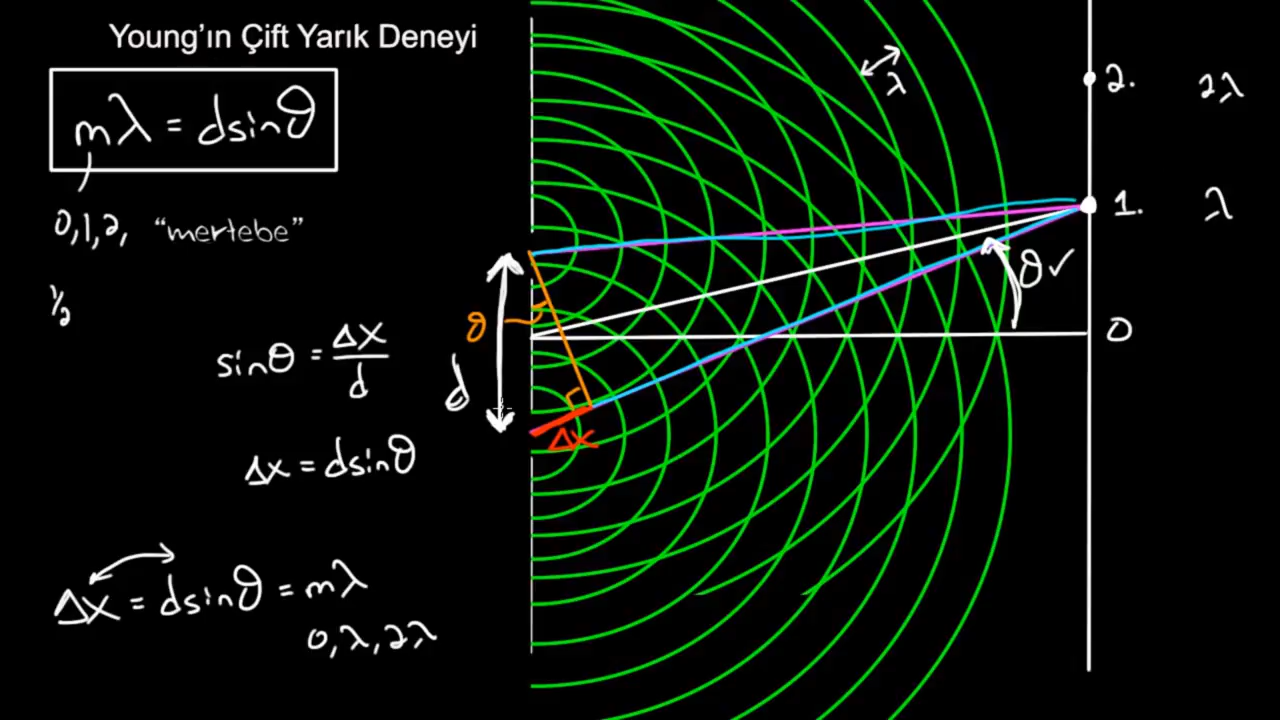 Young'ın Çift Yarık Deneyi
mλ = dsinθ
0,1,2, "mertebe"
1/2
sinθ = Δx/d
Δx = dsinθ
Δx = dsinθ = mλ
0, λ, 2λ
θ
d
Δx
λ
2. 2λ
1. λ
θ✓
0